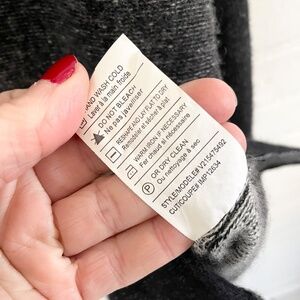 HAND WASH COLD
Laver à la main froide
DO NOT BLEACH
Ne pas javelliser
RESHAPE AND LAY FLAT TO DRY
Remodeler et sécher à plat
WARM IRON IF NECESSARY
Fer chaud si nécessaire
P
OR DRY CLEAN
Ou nettoyage à sec
STYLE/MODELE# V215475492
CUT/COUPE# IMP12634